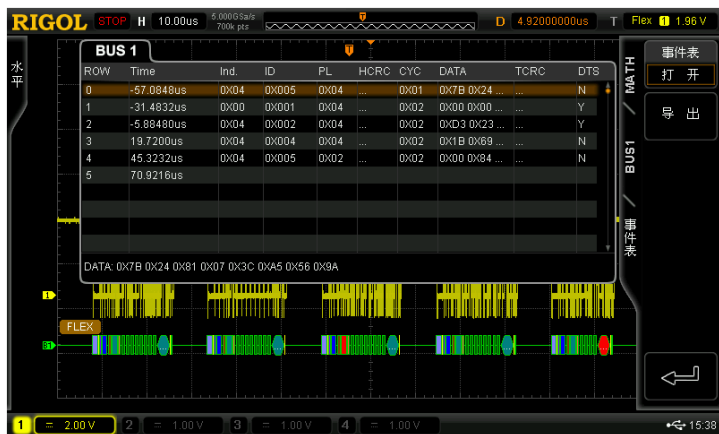 RIGOL STOP H 10.00us 5.000GSa/s 700k pts D 4.92000000us T Flex 1 1.96 V
水平
BUS 1
ROW Time Ind. ID PL HCRC CYC DATA TCRC DTS
0 -57.0848us 0X04 0X005 0X04 ... 0X01 0X7B 0X24 ... ... N
1 -31.4832us 0X00 0X001 0X04 ... 0X02 0X00 0X00 ... ... Y
2 -5.88480us 0X04 0X002 0X04 ... 0X02 0XD3 0X23 ... ... Y
3 19.7200us 0X04 0X004 0X04 ... 0X02 0X1B 0X69 ... ... N
4 45.3232us 0X04 0X005 0X02 ... 0X02 0X00 0X84 ... ... N
5 70.9216us
DATA: 0X7B 0X24 0X81 0X07 0X3C 0XA5 0X56 0X9A
MATH
BUS1
事件表
事件表
打 开
导 出
1
FLEX
B1
1 = 2.00 V 2 = 1.00 V 3 = 1.00 V 4 = 1.00 V 15:38